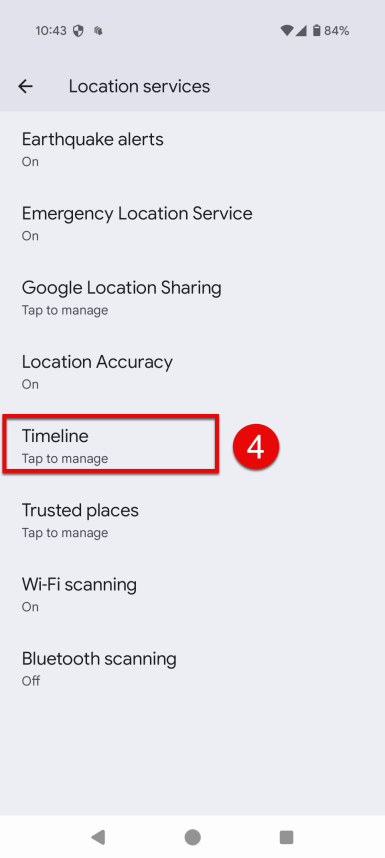 10:43 84%
Location services
Earthquake alerts
On
Emergency Location Service
On
Google Location Sharing
Tap to manage
Location Accuracy
On
Timeline
Tap to manage
4
Trusted places
Tap to manage
Wi-Fi scanning
On
Bluetooth scanning
Off